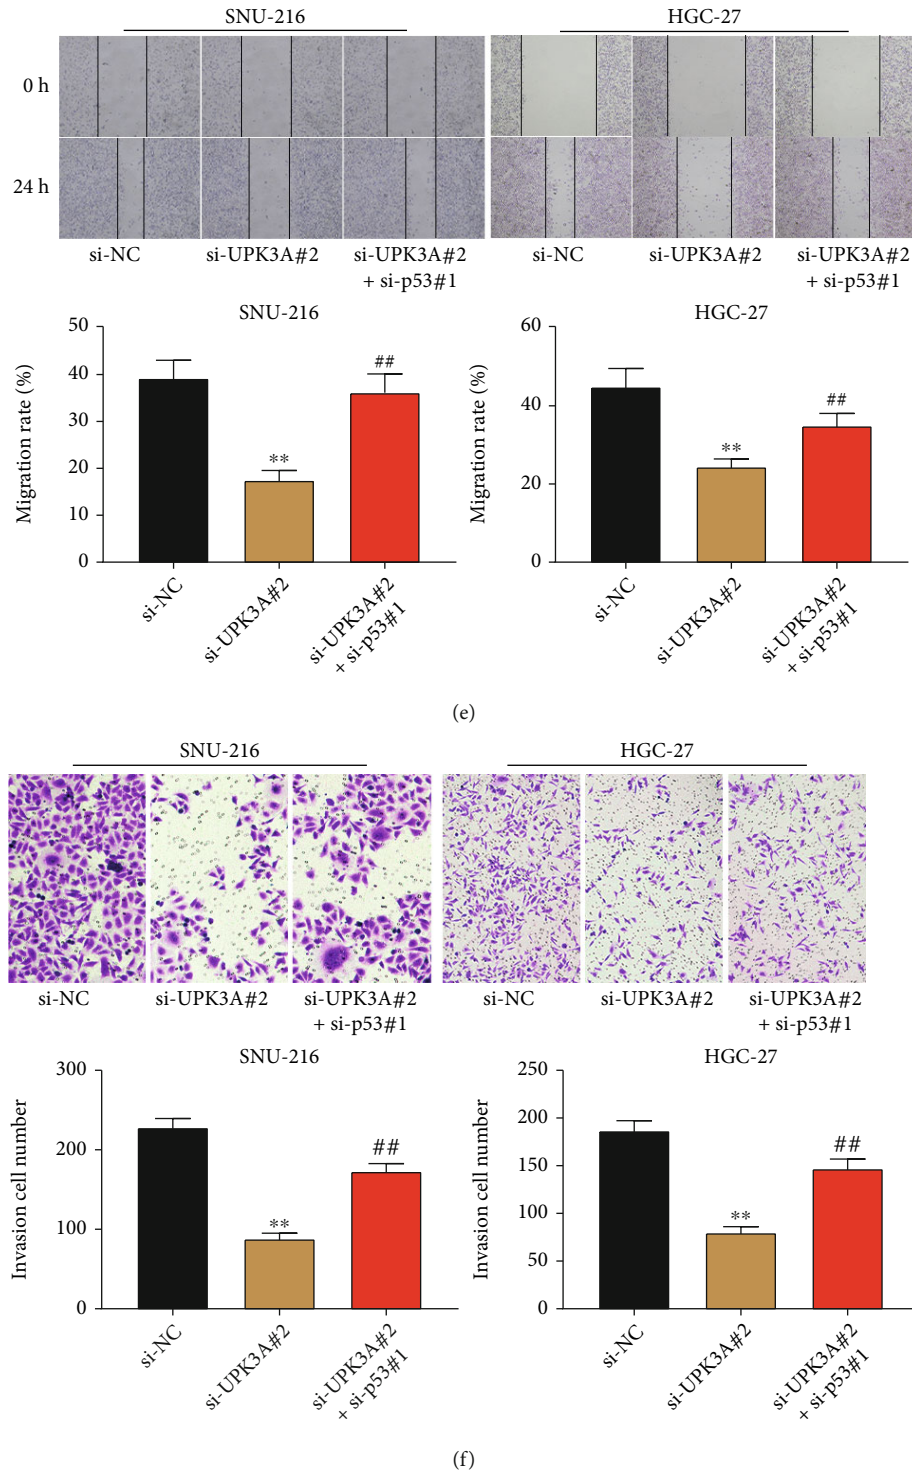 SNU-216
HGC-27
0 h
24 h
si-NC
si-UPK3A#2
si-UPK3A#2
+ si-p53#1
si-NC
si-UPK3A#2
si-UPK3A#2
+ si-p53#1
SNU-216
Migration rate (%)
50
40
30
20
10
0
**
##
si-NC
si-UPK3A#2
si-UPK3A#2
+ si-p53#1
HGC-27
Migration rate (%)
60
40
20
0
**
##
si-NC
si-UPK3A#2
si-UPK3A#2
+ si-p53#1
(e)
SNU-216
HGC-27
si-NC
si-UPK3A#2
si-UPK3A#2
+ si-p53#1
si-NC
si-UPK3A#2
si-UPK3A#2
+ si-p53#1
SNU-216
Invasion cell number
300
200
100
0
**
##
si-NC
si-UPK3A#2
si-UPK3A#2
+ si-p53#1
HGC-27
Invasion cell number
250
200
150
100
50
0
**
##
si-NC
si-UPK3A#2
si-UPK3A#2
+ si-p53#1
(f)